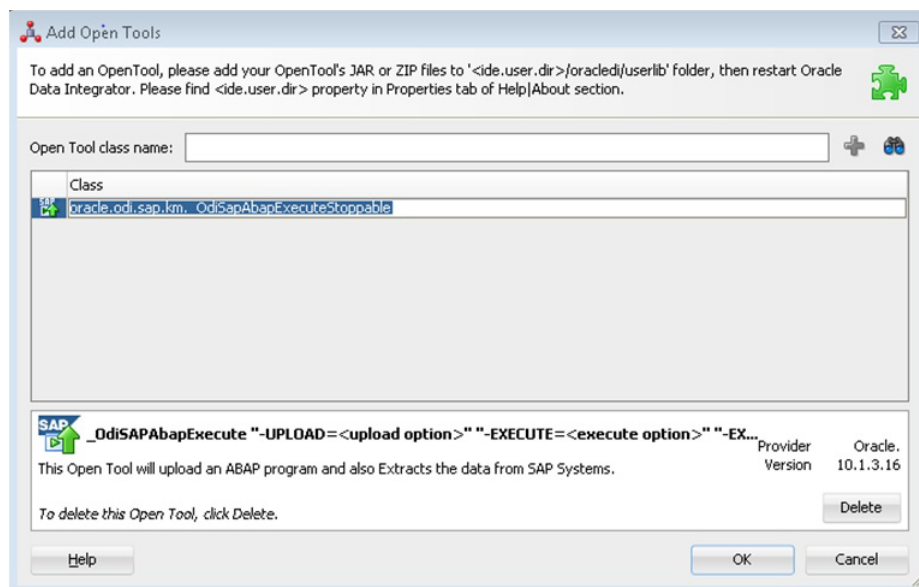 Add Open Tools
To add an OpenTool, please add your OpenTool's JAR or ZIP files to '<ide.user.dir>/oracledi/userlib' folder, then restart Oracle
Data Integrator. Please find <ide.user.dir> property in Properties tab of Help|About section.
Open Tool class name:
Class
SAP oracle.odi.sap.km._OdiSapAbapExecuteStoppable
SAP _OdiSAPAbapExecute "-UPLOAD=<upload option>" "-EXECUTE=<execute option>" "-EX...
Provider Oracle.
This Open Tool will upload an ABAP program and also Extracts the data from SAP Systems.
Version 10.1.3.16
To delete this Open Tool, click Delete.
Delete
Help
OK
Cancel